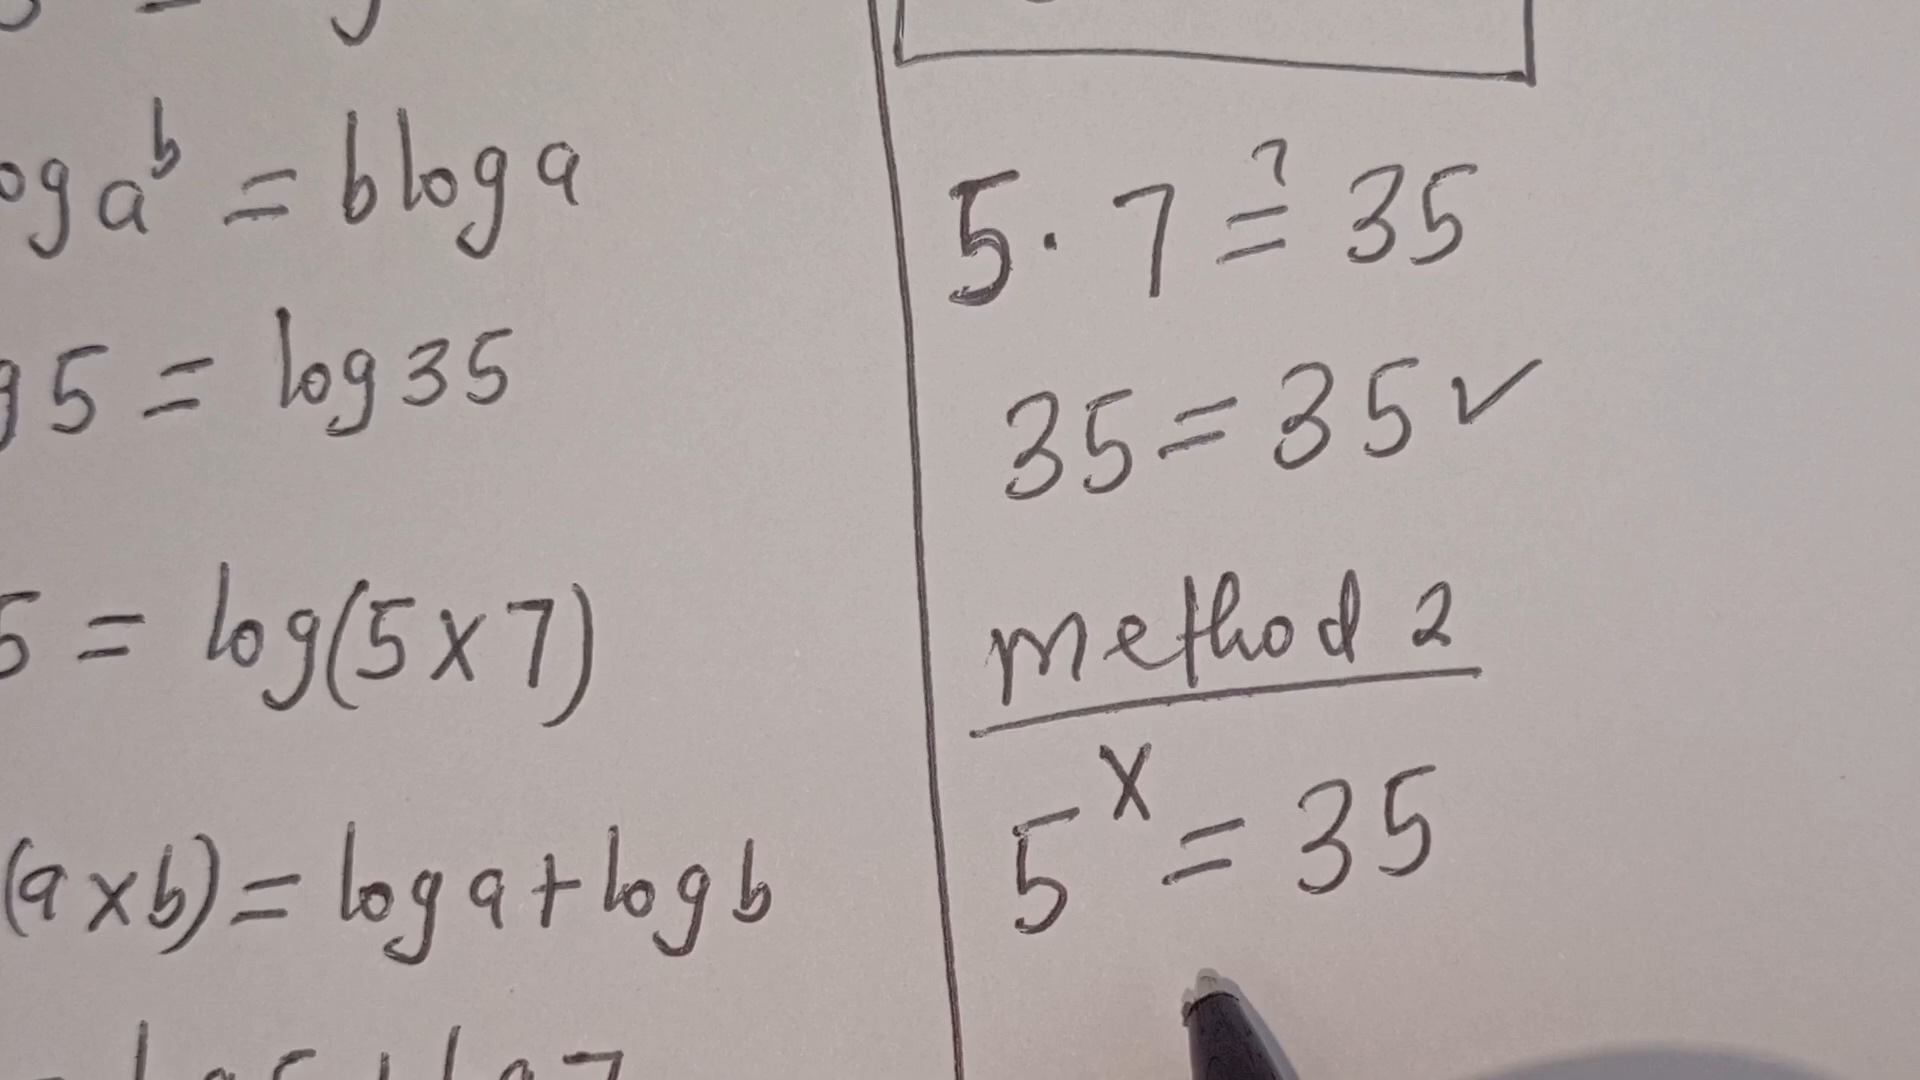 og a^b = b log a
g 5 = log 35
5 = log(5 x 7)
(a x b) = log a + log b
5 · 7 ≟ 35
35 = 35 ✓
method 2
5^x = 35